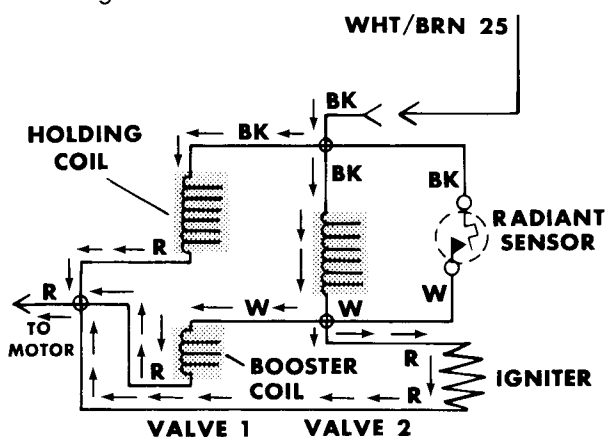 WHT/BRN 25
BK
BK
HOLDING
COIL
BK
BK
RADIANT
SENSOR
R
R
TO
MOTOR
W
W
W
R
BOOSTER
COIL
R
IGNITER
R
R
VALVE 1
VALVE 2